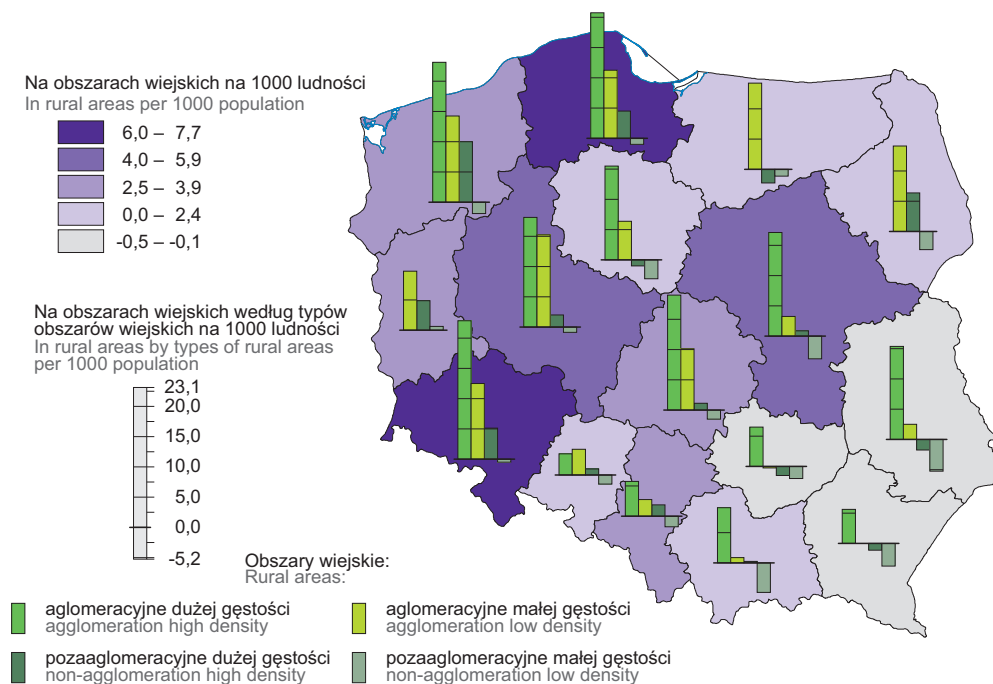 Na obszarach wiejskich na 1000 ludności
In rural areas per 1000 population
6,0 – 7,7
4,0 – 5,9
2,5 – 3,9
0,0 – 2,4
-0,5 – -0,1
Na obszarach wiejskich według typów
obszarów wiejskich na 1000 ludności
In rural areas by types of rural areas
per 1000 population
23,1
20,0
15,0
10,0
5,0
0,0
-5,2
Obszary wiejskie:
Rural areas:
aglomeracyjne dużej gęstości
agglomeration high density
aglomeracyjne małej gęstości
agglomeration low density
pozaaglomeracyjne dużej gęstości
non-agglomeration high density
pozaaglomeracyjne małej gęstości
non-agglomeration low density